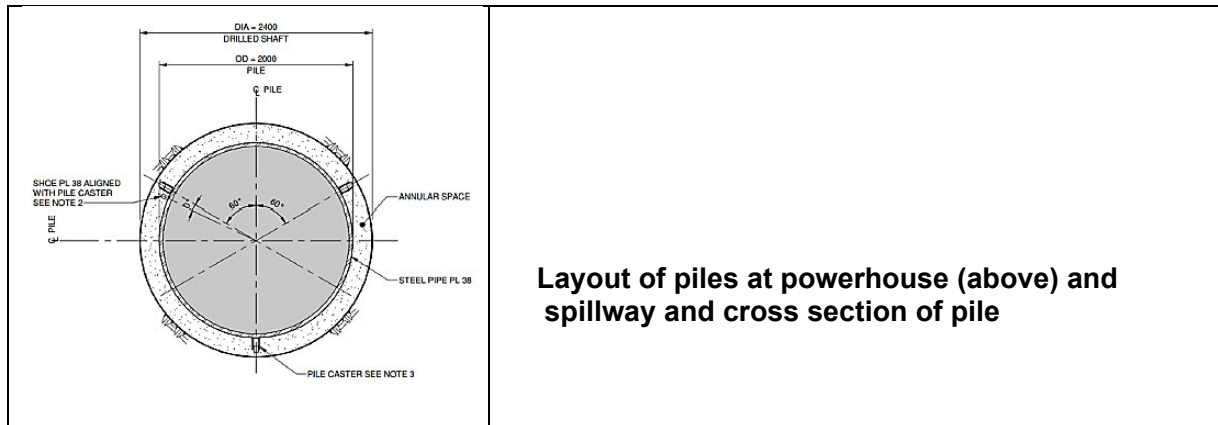 DIA = 2400
DRILLED SHAFT
OD = 2000
PILE
℄ PILE
SHOE PL 38 ALIGNED
WITH PILE CASTER
SEE NOTE 2
60°
60°
ANNULAR SPACE
℄ PILE
STEEL PIPE PL 38
PILE CASTER SEE NOTE 3
Layout of piles at powerhouse (above) and
spillway and cross section of pile